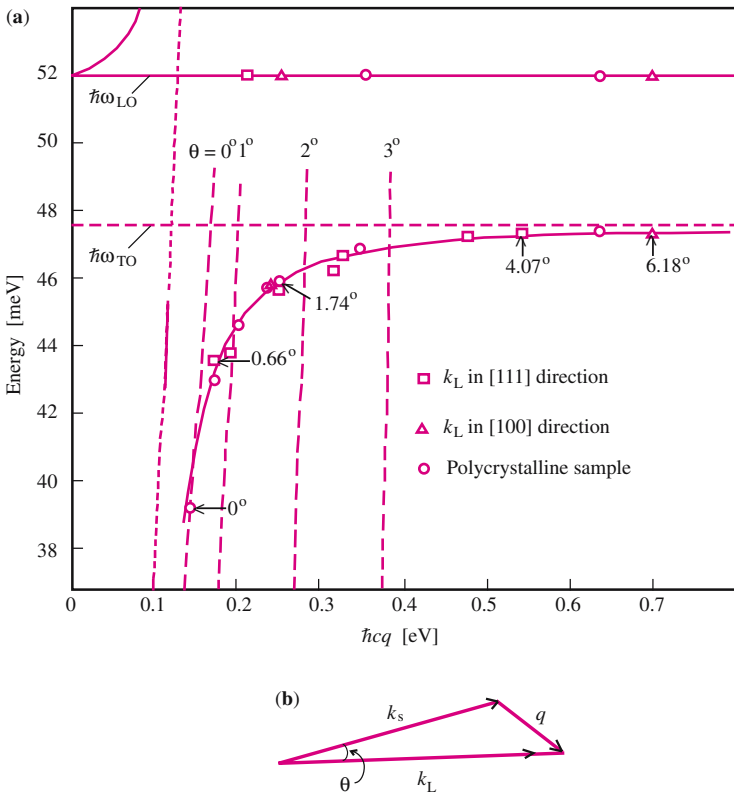 (a)
52
ħω_LO
50
θ = 0° 1° 2° 3°
48
ħω_TO
46
4.07° 6.18°
1.74°
Energy [meV]
44
0.66°
k_L in [111] direction
42
k_L in [100] direction
Polycrystalline sample
40
39
0°
38
0 0.1 0.2 0.3 0.4 0.5 0.6 0.7
ħcq [eV]
(b)
k_s
q
θ
k_L